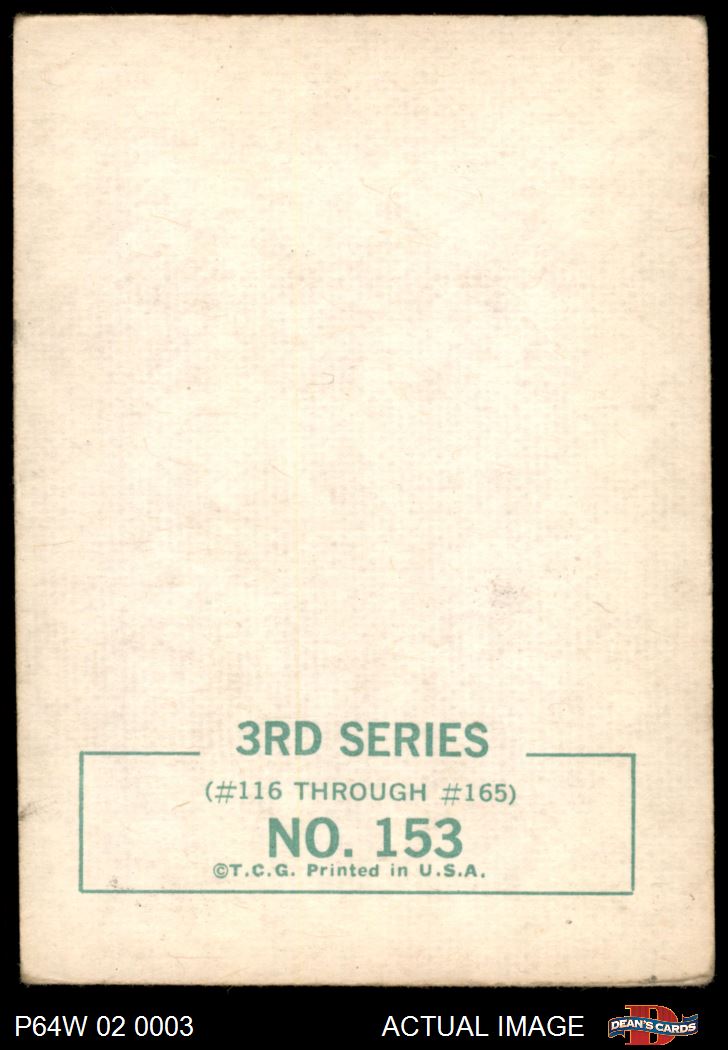 3RD SERIES
(#116 THROUGH #165)
NO. 153
©T.C.G. Printed in U.S.A.
P64W 02 0003
ACTUAL IMAGE
D
DEAN'S CARDS